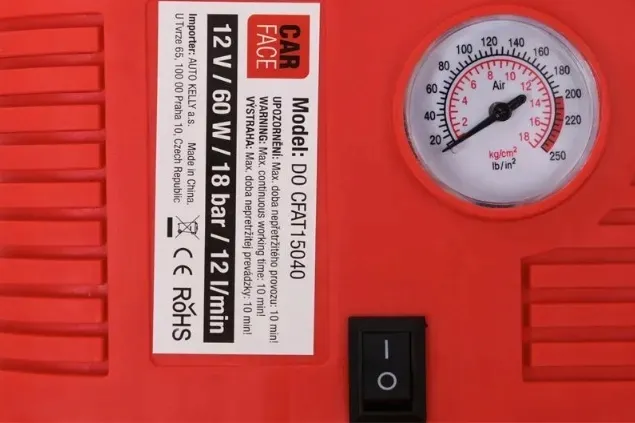 CAR
FACE
Model: DO CFAT15040
UPOZORNĚNÍ: Max. doba nepřetržitého provozu: 10 min!
WARNING: Max. continuous working time: 10 min!
VÝSTRAHA: Max. doba nepretržitej prevádzky: 10 min!
12 V / 60 W / 18 bar / 12 l/min
Importer: AUTO KELLY a.s. Made in China.
U Tvrze 65, 100 00 Praha 10, Czech Republic
CE RoHS
20 40 60 80 100 120 140 160 180 200 250
2 4 6 8 10 12 14 16 18
Air
kg/cm²
lb/in²